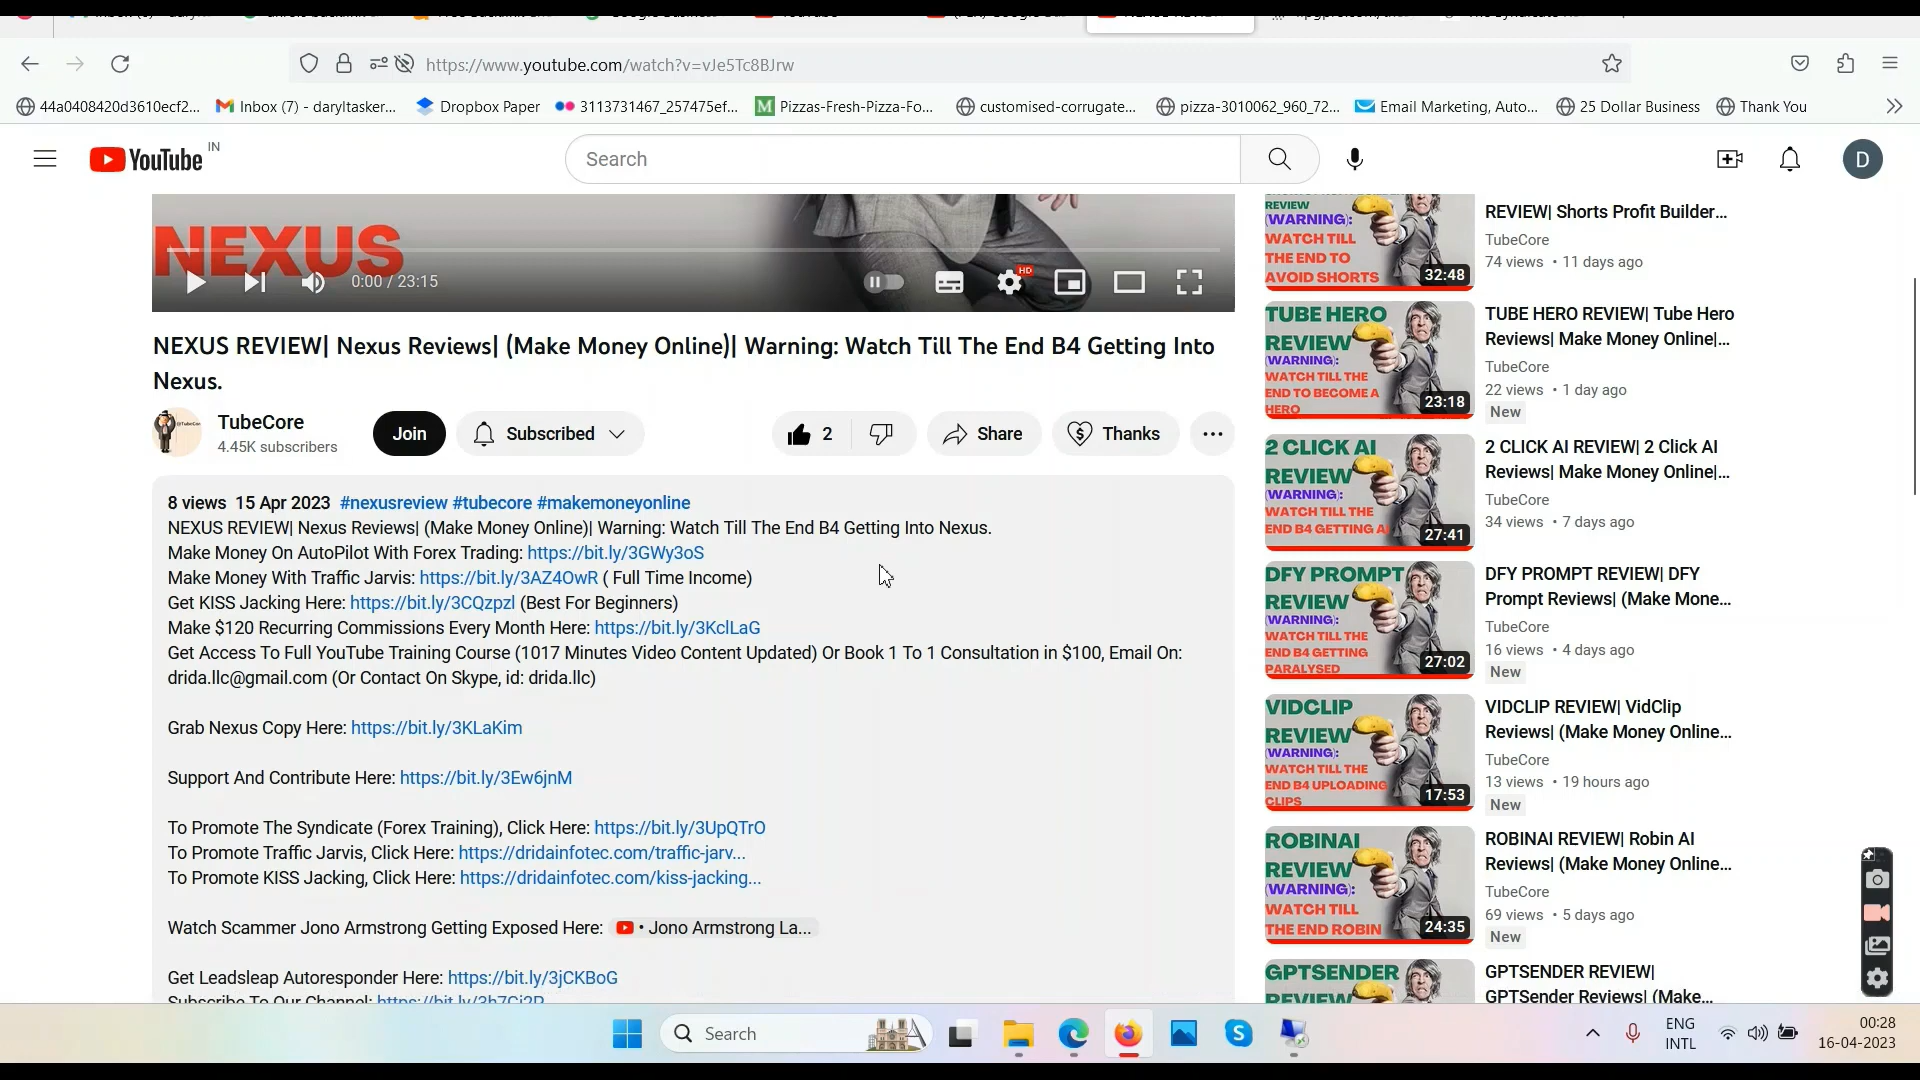 https://www.youtube.com/watch?v=vJe5Tc8BJrw
44a0408420d3610ecf2...
Inbox (7) - daryltasker...
Dropbox Paper
3113731467_257475ef...
Pizzas-Fresh-Pizza-Fo...
customised-corrugate...
pizza-3010062_960_72...
Email Marketing, Auto...
25 Dollar Business
Thank You
YouTube IN
Search
D
NEXUS
0:00 / 23:15
HD
NEXUS REVIEW| Nexus Reviews| (Make Money Online)| Warning: Watch Till The End B4 Getting Into
Nexus.
TubeCore
4.45K subscribers
Join
Subscribed
2
Share
Thanks
8 views 15 Apr 2023 #nexusreview #tubecore #makemoneyonline
NEXUS REVIEW| Nexus Reviews| (Make Money Online)| Warning: Watch Till The End B4 Getting Into Nexus.
Make Money On AutoPilot With Forex Trading: https://bit.ly/3GWy3oS
Make Money With Traffic Jarvis: https://bit.ly/3AZ4OwR ( Full Time Income)
Get KISS Jacking Here: https://bit.ly/3CQzpzl (Best For Beginners)
Make $120 Recurring Commissions Every Month Here: https://bit.ly/3KclLaG
Get Access To Full YouTube Training Course (1017 Minutes Video Content Updated) Or Book 1 To 1 Consultation in $100, Email On:
drida.llc@gmail.com (Or Contact On Skype, id: drida.llc)
Grab Nexus Copy Here: https://bit.ly/3KLaKim
Support And Contribute Here: https://bit.ly/3Ew6jnM
To Promote The Syndicate (Forex Training), Click Here: https://bit.ly/3UpQTrO
To Promote Traffic Jarvis, Click Here: https://dridainfotec.com/traffic-jarv...
To Promote KISS Jacking, Click Here: https://dridainfotec.com/kiss-jacking...
Watch Scammer Jono Armstrong Getting Exposed Here: • Jono Armstrong La...
Get Leadsleap Autoresponder Here: https://bit.ly/3jCKBoG
Subscribe To Our Channel:
REVIEW
(WARNING):
WATCH TILL
THE END TO
AVOID SHORTS
32:48
REVIEW| Shorts Profit Builder...
TubeCore
74 views • 11 days ago
TUBE HERO
REVIEW
(WARNING):
WATCH TILL THE
END TO BECOME A
HERO
23:18
TUBE HERO REVIEW| Tube Hero
Reviews| Make Money Online|...
TubeCore
22 views • 1 day ago
New
2 CLICK AI
REVIEW
(WARNING):
WATCH TILL THE
END B4 GETTING AI
27:41
2 CLICK AI REVIEW| 2 Click AI
Reviews| Make Money Online|...
TubeCore
34 views • 7 days ago
DFY PROMPT
REVIEW
(WARNING):
WATCH TILL THE
END B4 GETTING
PARALYSED
27:02
DFY PROMPT REVIEW| DFY
Prompt Reviews| (Make Mone...
TubeCore
16 views • 4 days ago
New
VIDCLIP
REVIEW
(WARNING):
WATCH TILL THE
END B4 UPLOADING
CLIPS
17:53
VIDCLIP REVIEW| VidClip
Reviews| (Make Money Online...
TubeCore
13 views • 19 hours ago
New
ROBINAI
REVIEW
(WARNING):
WATCH TILL
THE END ROBIN
24:35
ROBINAI REVIEW| Robin AI
Reviews| (Make Money Online...
TubeCore
69 views • 5 days ago
New
GPTSENDER
REVIEW
GPTSENDER REVIEW|
GPTSender Reviews| (Make...
Search
ENG
INTL
00:28
16-04-2023